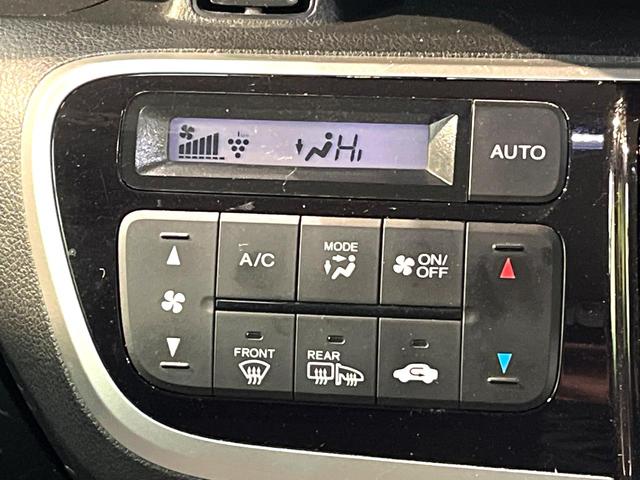 Hi
AUTO
A/C
MODE
ON/
OFF
FRONT
REAR